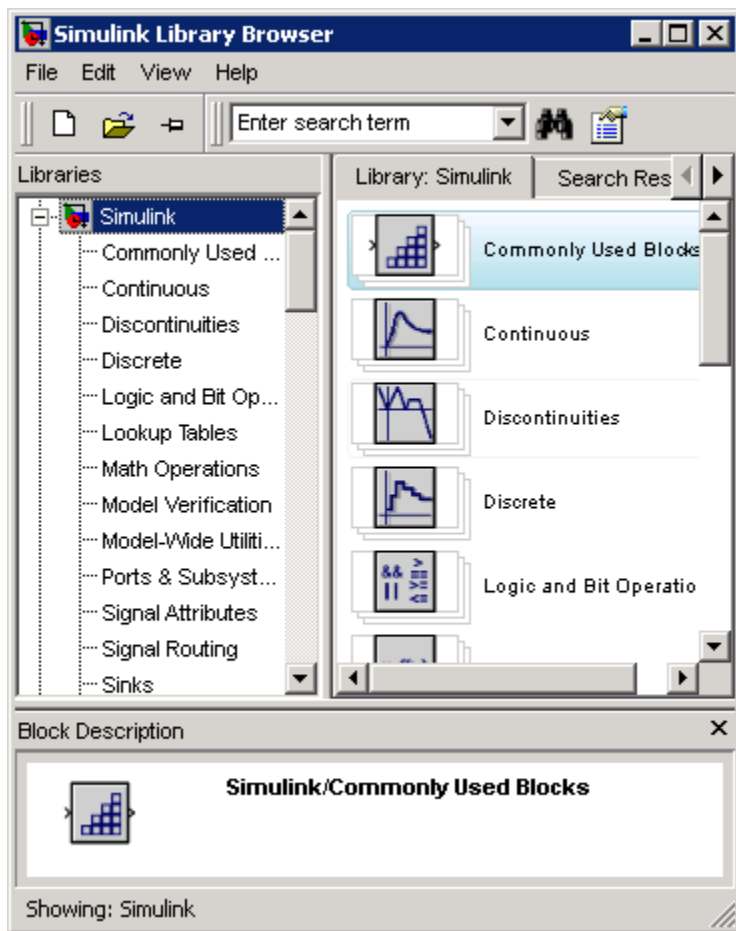 Simulink Library Browser
File Edit View Help
Enter search term
Libraries
Library: Simulink
Search Res
Simulink
Commonly Used ...
Continuous
Discontinuities
Discrete
Logic and Bit Op...
Lookup Tables
Math Operations
Model Verification
Model-Wide Utiliti...
Ports & Subsyst...
Signal Attributes
Signal Routing
Sinks
Commonly Used Blocks
Continuous
Discontinuities
Discrete
&& > ==
|| >= <=
Logic and Bit Operatio
Block Description
Simulink/Commonly Used Blocks
Showing: Simulink